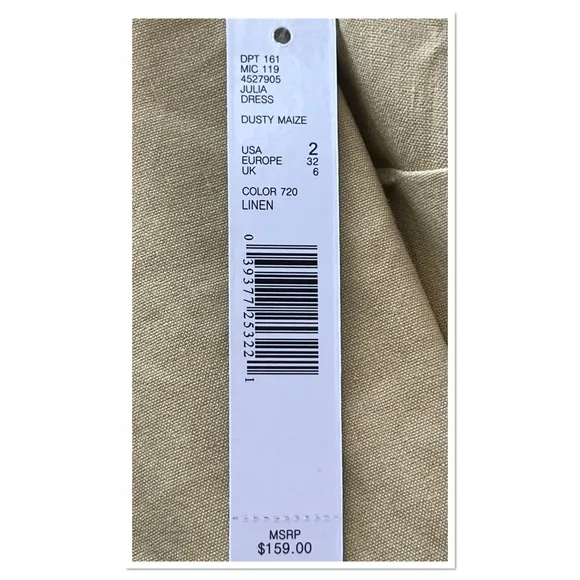 DPT 161
MIC 119
4527905
JULIA
DRESS
DUSTY MAIZE
USA 2
EUROPE 32
UK 6
COLOR 720
LINEN
0 39377 25322 1
MSRP
$159.00